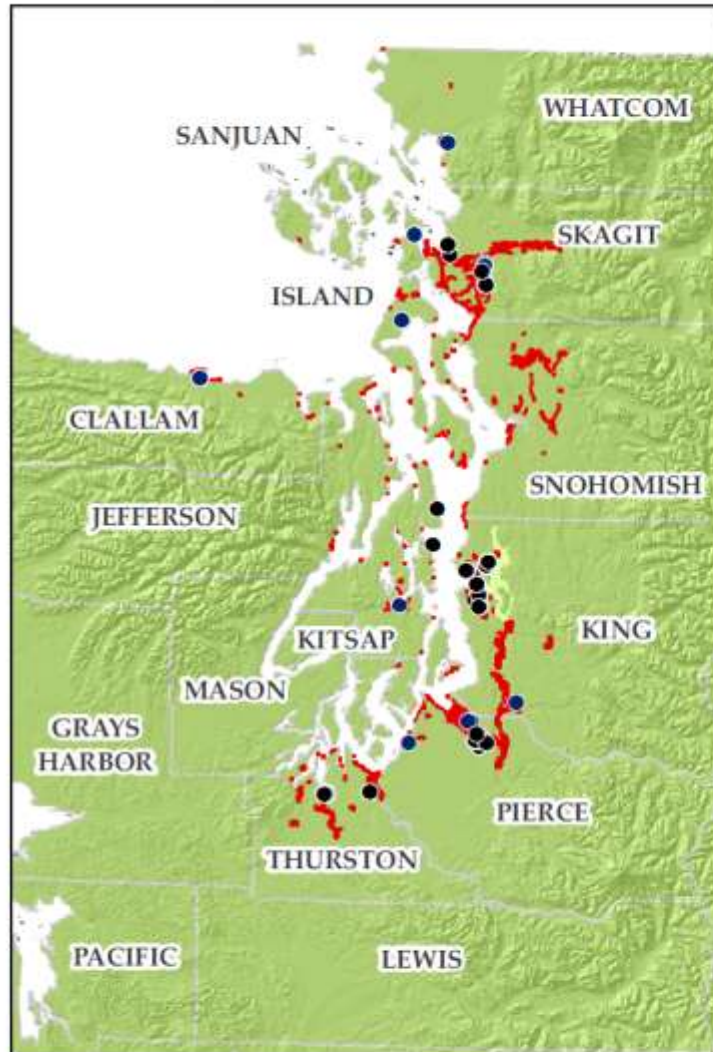 WHATCOM
SANJUAN
SKAGIT
ISLAND
CLALLAM
SNOHOMISH
JEFFERSON
KING
KITSAP
MASON
GRAYS
HARBOR
PIERCE
THURSTON
PACIFIC
LEWIS